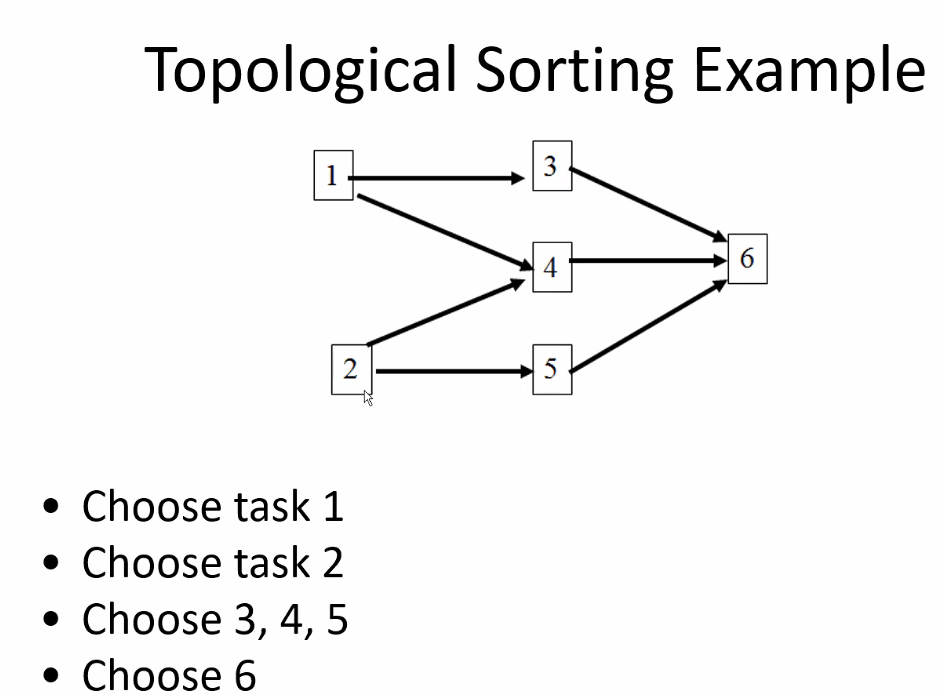 Topological Sorting Example
1
3
4
6
2
5
• Choose task 1
• Choose task 2
• Choose 3, 4, 5
• Choose 6